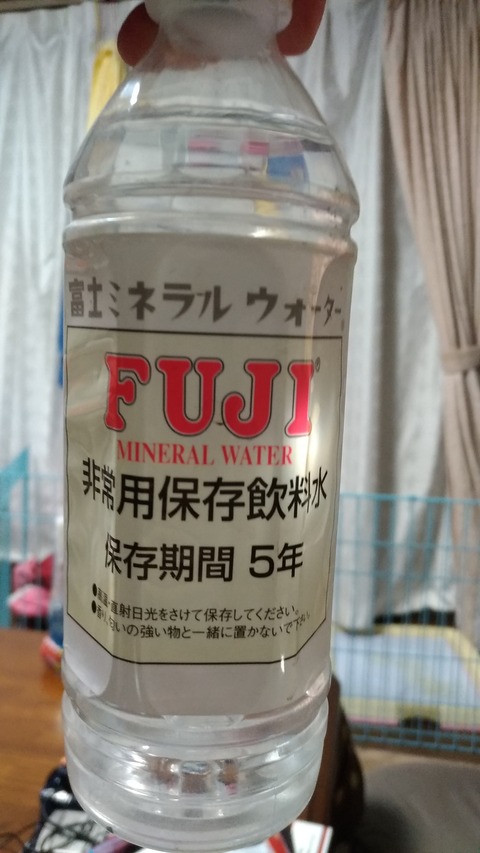 富士ミネラル ウォーター®
FUJI®
MINERAL WATER
非常用保存飲料水
保存期間 5年
●高温・直射日光をさけて保存してください。
●香り、匂いの強い物と一緒に置かないで下さい。